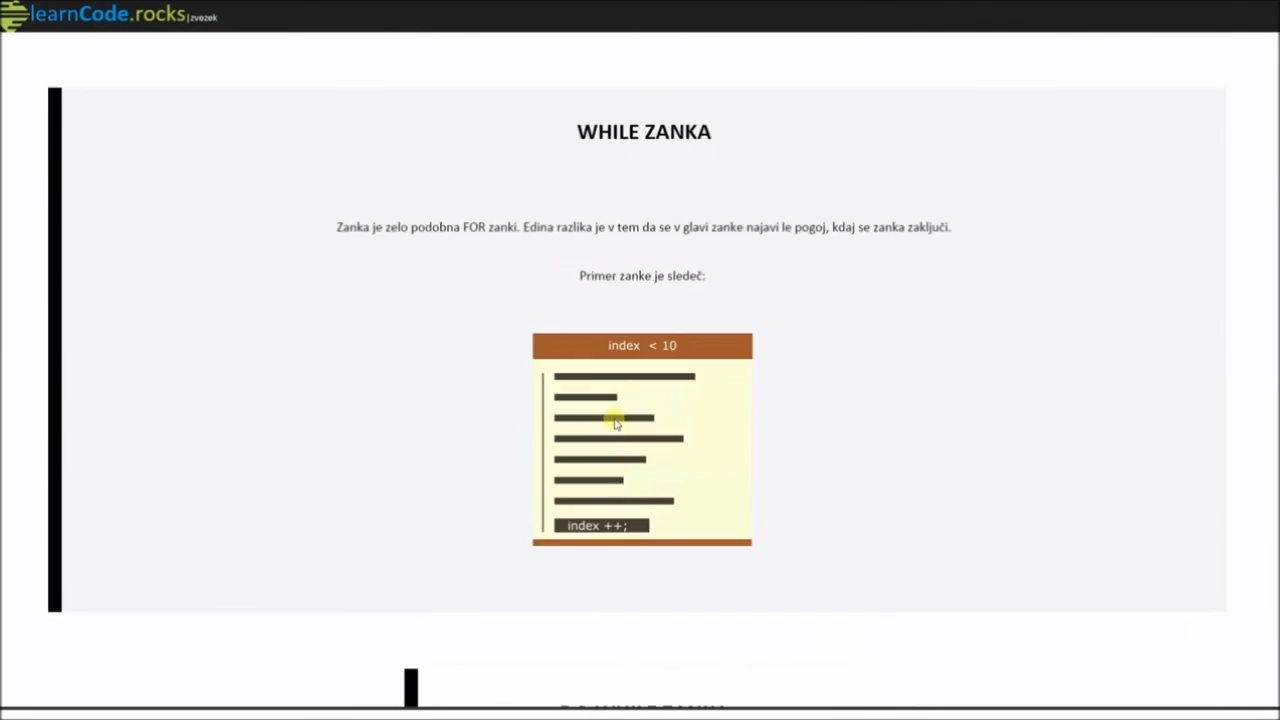 learnCode.rocks|zvezek
WHILE ZANKA
Zanka je zelo podobna FOR zanki. Edina razlika je v tem da se v glavi zanke najavi le pogoj, kdaj se zanka zaključi.
Primer zanke je sledeč:
index < 10
index ++;